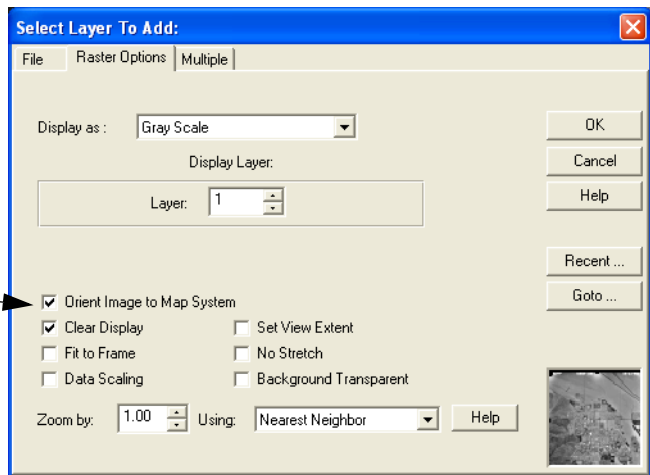 Select Layer To Add:
File Raster Options Multiple
Display as : Gray Scale OK
Display Layer: Cancel
Layer: 1 Help
Recent ...
Orient Image to Map System Goto ...
Clear Display Set View Extent
Fit to Frame No Stretch
Data Scaling Background Transparent
Zoom by: 1.00 Using: Nearest Neighbor Help